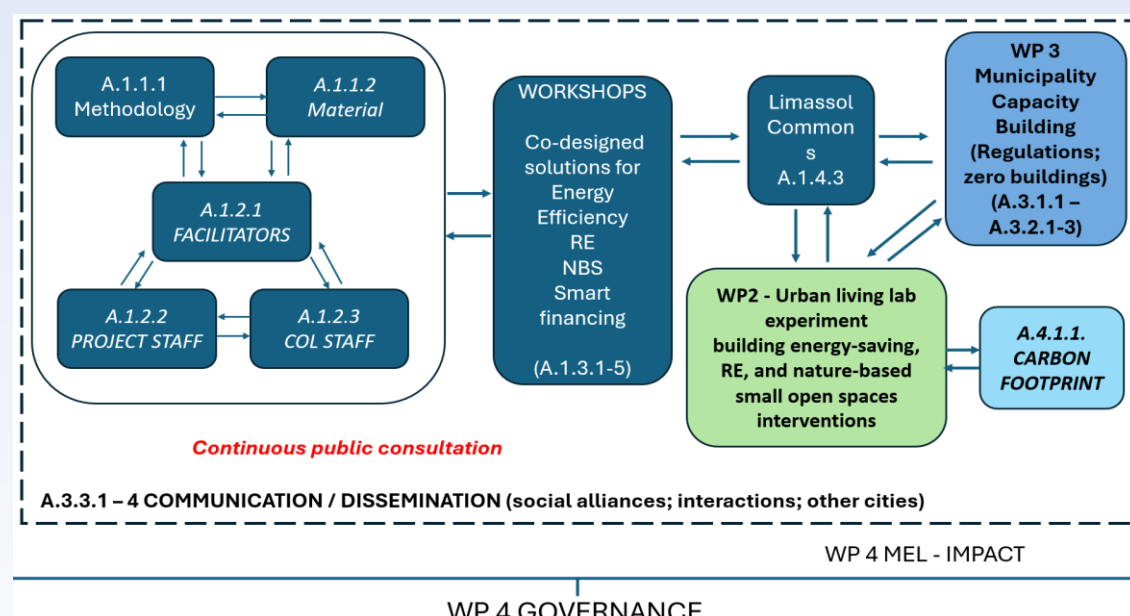 A.1.1.1
Methodology
A.1.1.2
Material
A.1.2.1
FACILITATORS
A.1.2.2
PROJECT STAFF
A.1.2.3
COL STAFF
WORKSHOPS
Co-designed
solutions for
Energy
Efficiency
RE
NBS
Smart
financing
(A.1.3.1-5)
Limassol
Common
s
A.1.4.3
WP 3
Municipality
Capacity
Building
(Regulations;
zero buildings)
(A.3.1.1 –
A.3.2.1-3)
WP2 - Urban living lab
experiment
building energy-saving,
RE, and nature-based
small open spaces
interventions
A.4.1.1.
CARBON
FOOTPRINT
Continuous public consultation
A.3.3.1 – 4 COMMUNICATION / DISSEMINATION (social alliances; interactions; other cities)
WP 4 MEL - IMPACT
WP 4 GOVERNANCE